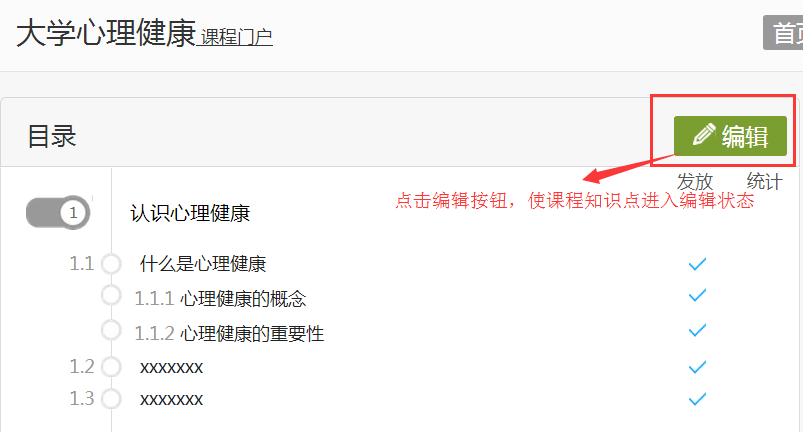 大学心理健康 课程门户
首页
目录
编辑
发放 统计
点击编辑按钮，使课程知识点进入编辑状态
1 认识心理健康
1.1 什么是心理健康
1.1.1 心理健康的概念
1.1.2 心理健康的重要性
1.2 xxxxxxx
1.3 xxxxxxx